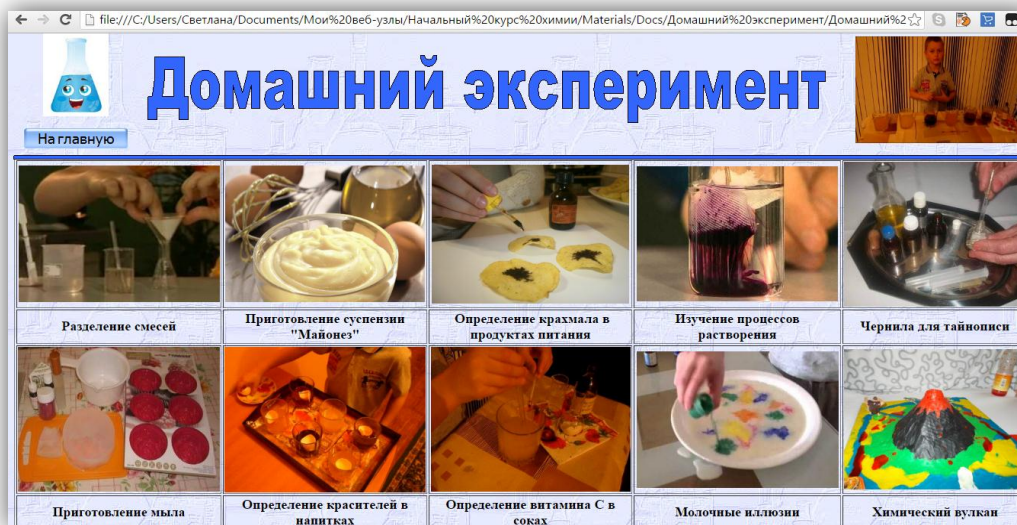 file:///C:/Users/Светлана/Documents/Мои%20веб-узлы/Начальный%20курс%20химии/Materials/Docs/Домашний%20эксперимент/Домашний%2
Домашний эксперимент
На главную
Разделение смесей
Приготовление суспензии
"Майонез"
Определение крахмала в
продуктах питания
Изучение процессов
растворения
Чернила для тайнописи
Приготовление мыла
Определение красителей в
напитках
Определение витамина С в
соках
Молочные иллюзии
Химический вулкан